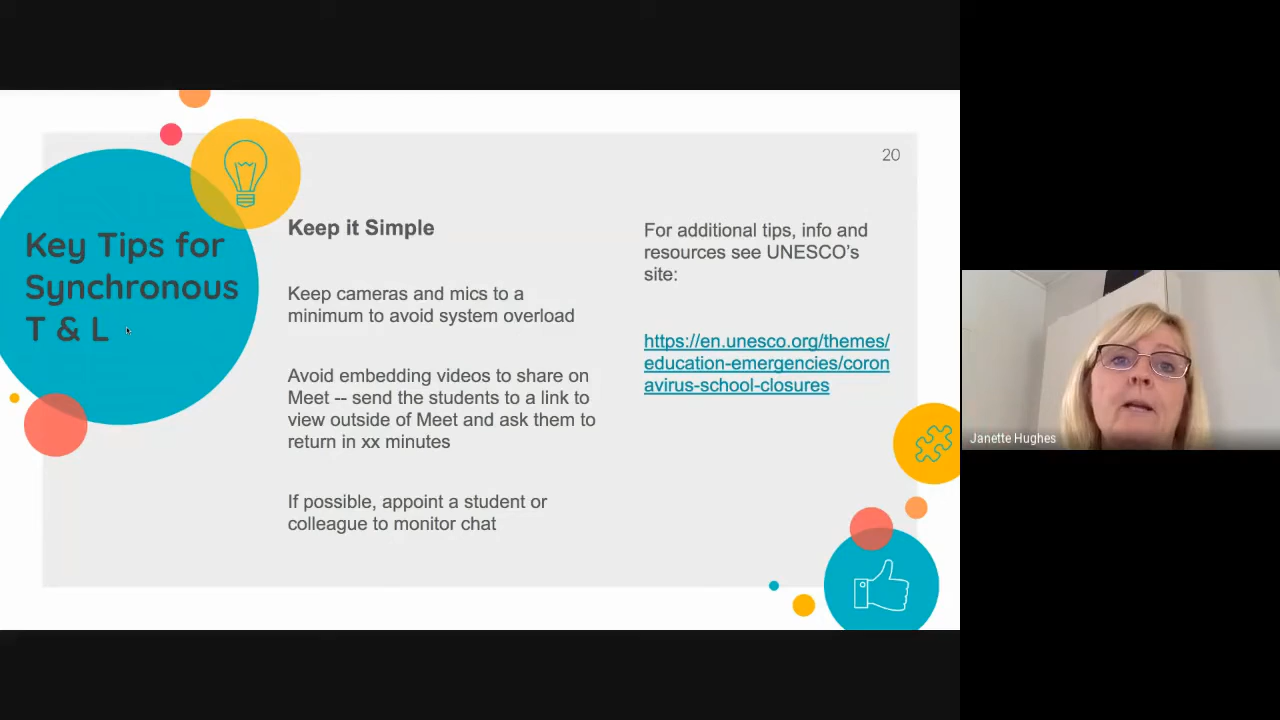 Key Tips for
Synchronous
T & L
20
Keep it Simple
Keep cameras and mics to a
minimum to avoid system overload
Avoid embedding videos to share on
Meet -- send the students to a link to
view outside of Meet and ask them to
return in xx minutes
If possible, appoint a student or
colleague to monitor chat
For additional tips, info and
resources see UNESCO’s
site:
https://en.unesco.org/themes/
education-emergencies/coron
avirus-school-closures
Janette Hughes